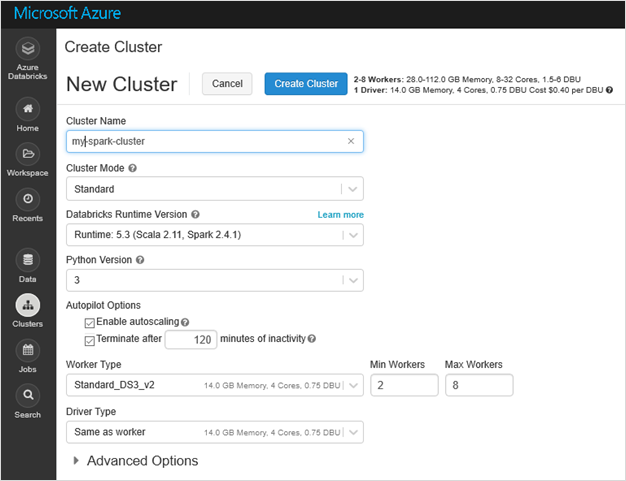 Microsoft Azure
Azure
Databricks
Home
Workspace
Recents
Data
Clusters
Jobs
Search
Create Cluster
New Cluster
Cancel
Create Cluster
2-8 Workers: 28.0-112.0 GB Memory, 8-32 Cores, 1.5-6 DBU
1 Driver: 14.0 GB Memory, 4 Cores, 0.75 DBU Cost $0.40 per DBU
Cluster Name
my-spark-cluster
Cluster Mode
Standard
Databricks Runtime Version
Learn more
Runtime: 5.3 (Scala 2.11, Spark 2.4.1)
Python Version
3
Autopilot Options
Enable autoscaling
Terminate after 120 minutes of inactivity
Worker Type
Min Workers
Max Workers
Standard_DS3_v2
14.0 GB Memory, 4 Cores, 0.75 DBU
2
8
Driver Type
Same as worker
14.0 GB Memory, 4 Cores, 0.75 DBU
Advanced Options